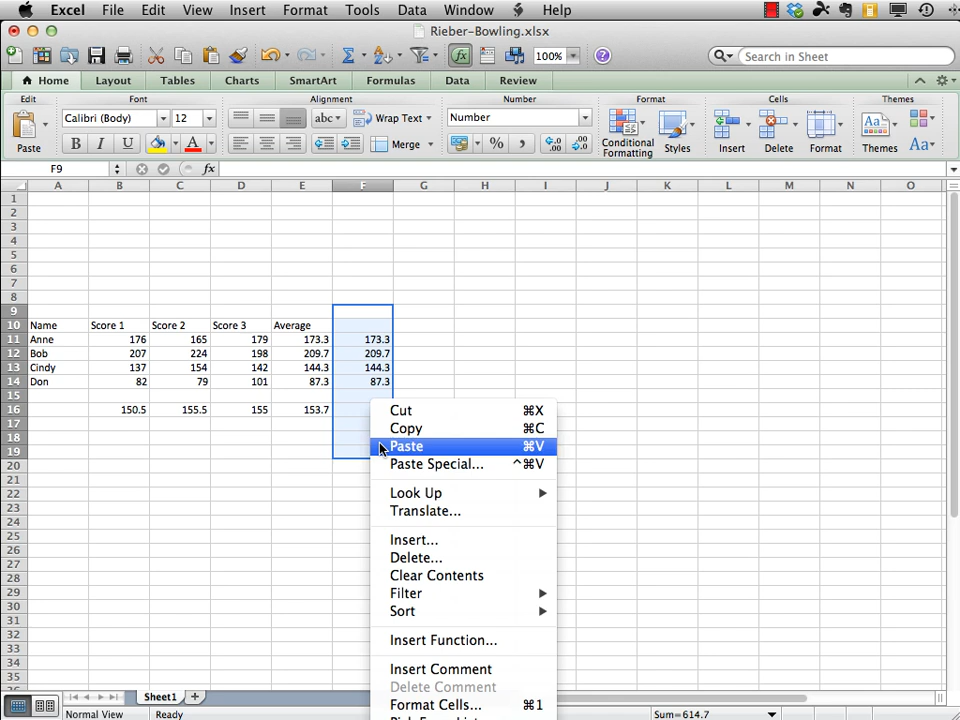 Excel File Edit View Insert Format Tools Data Window Help
Rieber-Bowling.xlsx
100%
Search in Sheet
Home Layout Tables Charts SmartArt Formulas Data Review
Edit Font Alignment Number Format Cells Themes
Calibri (Body) 12 abc Wrap Text Number
Paste B I U A Merge % , Conditional Formatting Styles Insert Delete Format Themes Aa
F9 fx
A B C D E F G H I J K L M N O
1
2
3
4
5
6
7
8
9
10 Name Score 1 Score 2 Score 3 Average
11 Anne 176 165 179 173.3 173.3
12 Bob 207 224 198 209.7 209.7
13 Cindy 137 154 142 144.3 144.3
14 Don 82 79 101 87.3 87.3
15
16 150.5 155.5 155 153.7
17
18
19
20
21
22
23
24
25
26
27
28
29
30
31
32
33
34
35
Cut ⌘X
Copy ⌘C
Paste ⌘V
Paste Special... ^⌘V
Look Up
Translate...
Insert...
Delete...
Clear Contents
Filter
Sort
Insert Function...
Insert Comment
Delete Comment
Format Cells... ⌘1
Sheet1
Normal View Ready Sum=614.7